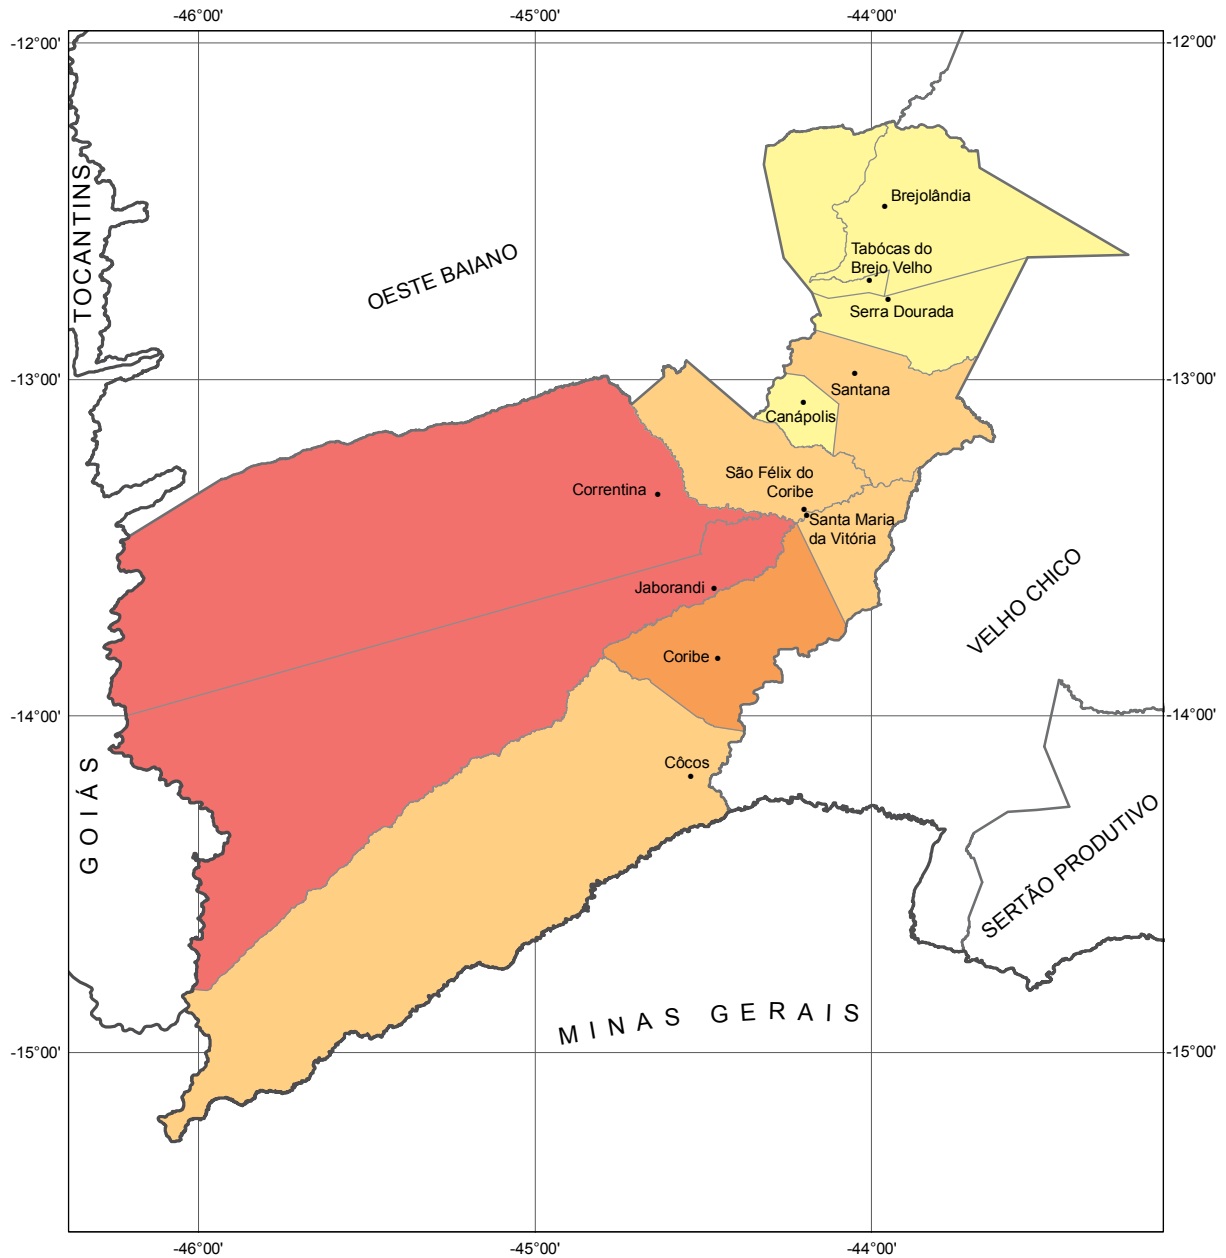 -46°00'
-45°00'
-44°00'
-12°00'
-12°00'
TOCANTINS
OESTE BAIANO
Brejolândia
Tabócas do
Brejo Velho
Serra Dourada
-13°00'
-13°00'
Santana
Canápolis
São Félix do
Coribe
Correntina
Santa Maria
da Vitória
Jaborandi
VELHO CHICO
Coribe
-14°00'
-14°00'
Côcos
GOIÁS
SERTÃO PRODUTIVO
MINAS GERAIS
-15°00'
-15°00'
-46°00'
-45°00'
-44°00'